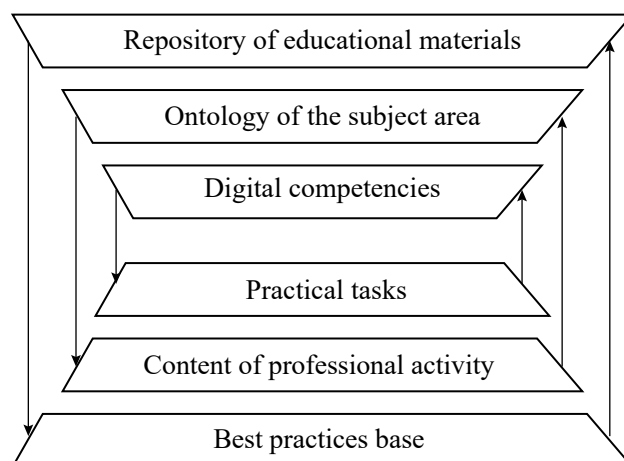 Repository of educational materials
Ontology of the subject area
Digital competencies
Practical tasks
Content of professional activity
Best practices base